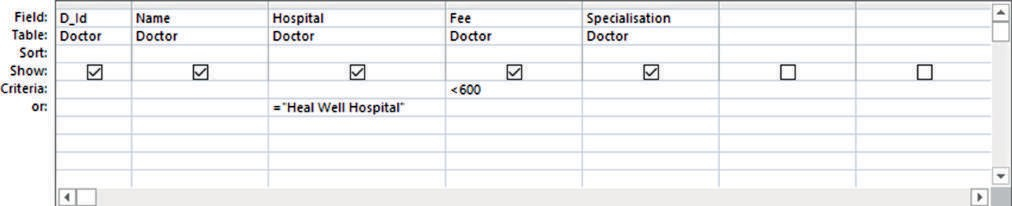 Field: D_Id Name Hospital Fee Specialisation
Table: Doctor Doctor Doctor Doctor Doctor
Sort:
Show:
Criteria: <600
or: ="Heal Well Hospital"